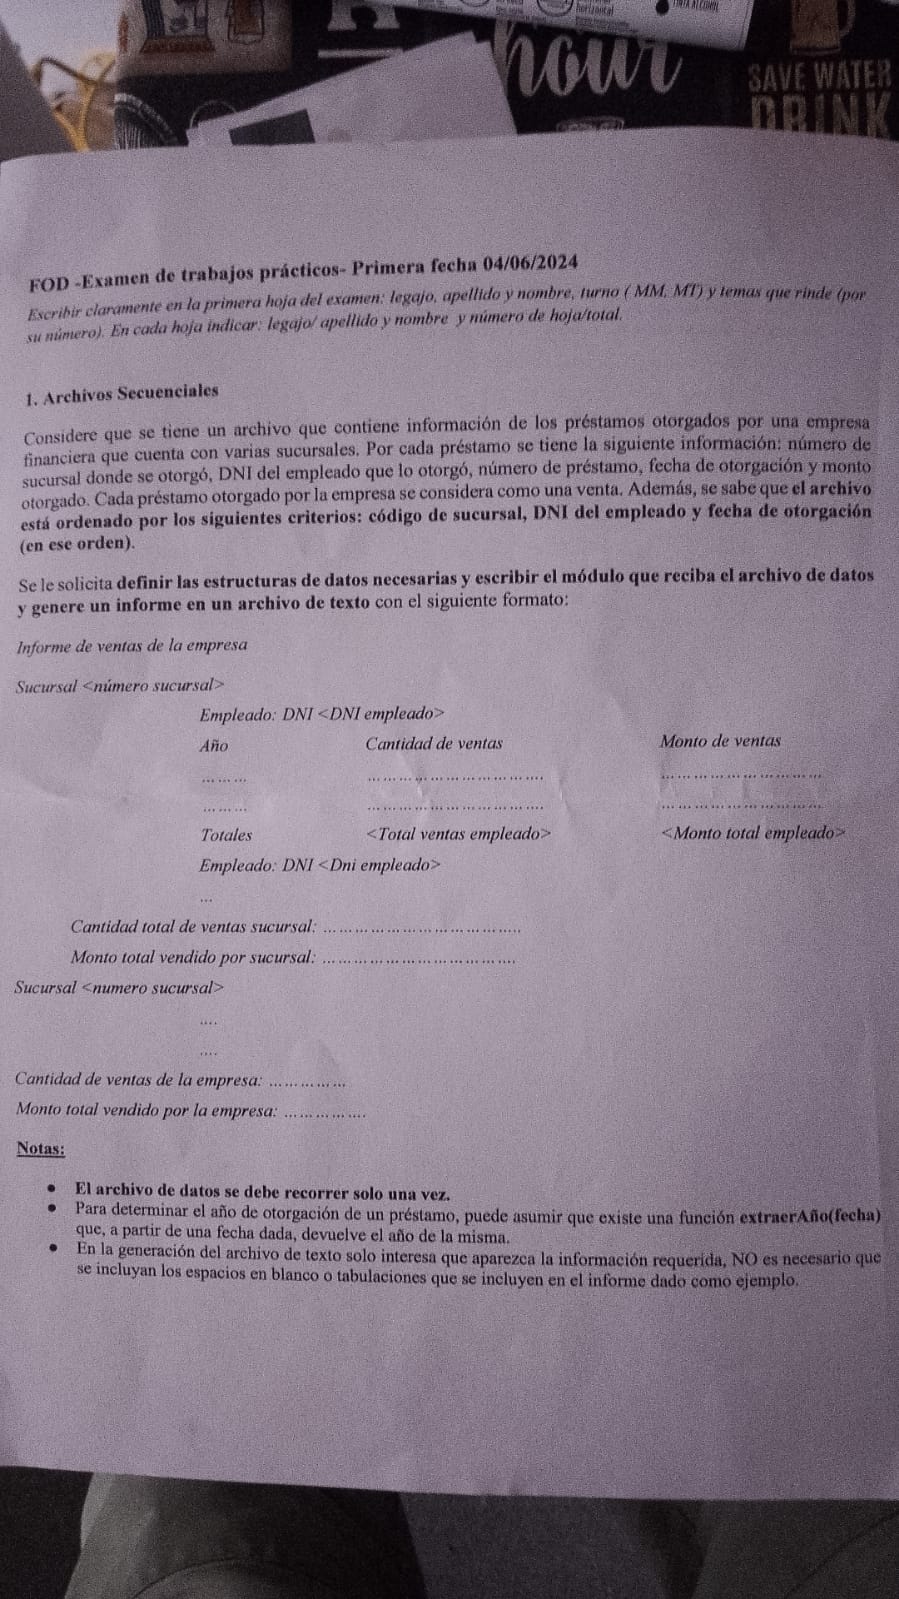 hour
horizontal
TINTA ALCOHOL
SAVE WATER
DRINK
FOD -Examen de trabajos prácticos- Primera fecha 04/06/2024
Escribir claramente en la primera hoja del examen: legajo, apellido y nombre, turno ( MM, MT) y temas que rinde (por
su número). En cada hoja indicar: legajo/ apellido y nombre y número de hoja/total.
1. Archivos Secuenciales
Considere que se tiene un archivo que contiene información de los préstamos otorgados por una empresa
financiera que cuenta con varias sucursales. Por cada préstamo se tiene la siguiente información: número de
sucursal donde se otorgó, DNI del empleado que lo otorgó, número de préstamo, fecha de otorgación y monto
otorgado. Cada préstamo otorgado por la empresa se considera como una venta. Además, se sabe que el archivo
está ordenado por los siguientes criterios: código de sucursal, DNI del empleado y fecha de otorgación
(en ese orden).
Se le solicita definir las estructuras de datos necesarias y escribir el módulo que reciba el archivo de datos
y genere un informe en un archivo de texto con el siguiente formato:
Informe de ventas de la empresa
Sucursal <número sucursal>
Empleado: DNI <DNI empleado>
Año Cantidad de ventas Monto de ventas
......... ................................. ..............................
......... ................................. ..............................
Totales <Total ventas empleado> <Monto total empleado>
Empleado: DNI <Dni empleado>
...
Cantidad total de ventas sucursal: .....................................
Monto total vendido por sucursal: ....................................
Sucursal <numero sucursal>
....
....
Cantidad de ventas de la empresa: ...............
Monto total vendido por la empresa: ................
Notas:
● El archivo de datos se debe recorrer solo una vez.
● Para determinar el año de otorgación de un préstamo, puede asumir que existe una función extraerAño(fecha)
que, a partir de una fecha dada, devuelve el año de la misma.
● En la generación del archivo de texto solo interesa que aparezca la información requerida, NO es necesario que
se incluyan los espacios en blanco o tabulaciones que se incluyen en el informe dado como ejemplo.